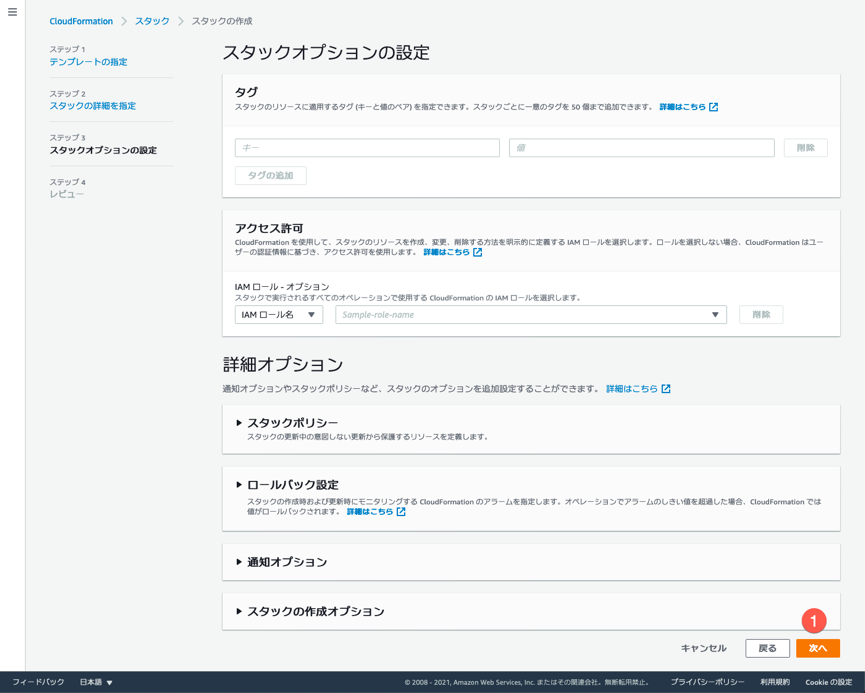 CloudFormation > スタック > スタックの作成
ステップ 1
テンプレートの指定
ステップ 2
スタックの詳細を指定
ステップ 3
スタックオプションの設定
ステップ 4
レビュー
スタックオプションの設定
タグ
スタックのリソースに適用するタグ (キーと値のペア) を指定できます。スタックごとに一意のタグを 50 個まで追加できます。 詳細はこちら
キー
値
削除
タグの追加
アクセス許可
CloudFormation を使用して、スタックのリソースを作成、変更、削除する方法を明示的に定義する IAM ロールを選択します。ロールを選択しない場合、CloudFormation はユー
ザーの認証情報に基づき、アクセス許可を使用します。 詳細はこちら
IAM ロール - オプション
スタックで実行されるすべてのオペレーションで使用する CloudFormation の IAM ロールを選択します。
IAM ロール名
Sample-role-name
削除
詳細オプション
通知オプションやスタックポリシーなど、スタックのオプションを追加設定することができます。 詳細はこちら
スタックポリシー
スタックの更新中の意図しない更新から保護するリソースを定義します。
ロールバック設定
スタックの作成時および更新時にモニタリングする CloudFormation のアラームを指定します。オペレーションでアラームのしきい値を超過した場合、CloudFormation では
値がロールバックされます。 詳細はこちら
通知オプション
スタックの作成オプション
1
キャンセル
戻る
次へ
フィードバック
日本語
© 2008 - 2021, Amazon Web Services, Inc. またはその関連会社。無断転用禁止。
プライバシーポリシー
利用規約
Cookie の設定